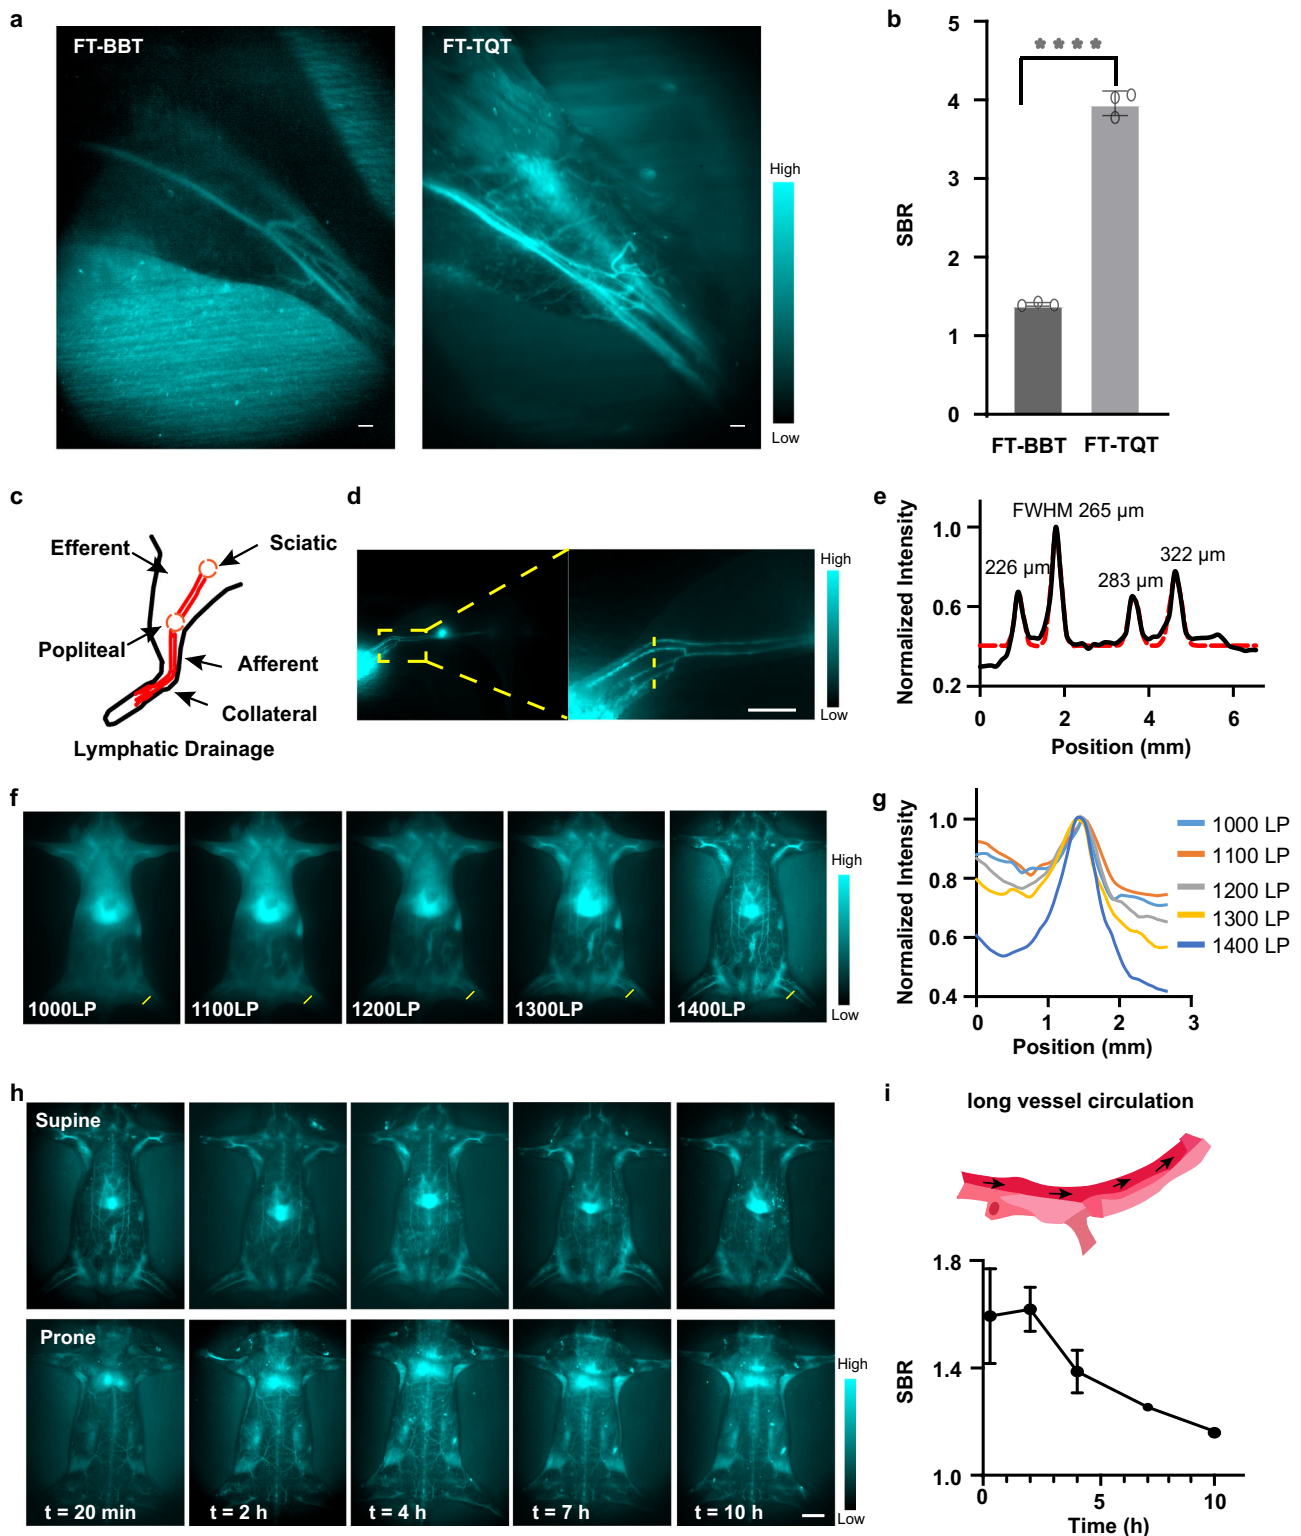 a
FT-BBT
FT-TQT
High
Low
b
5
4
3
2
1
0
SBR
****
FT-BBT
FT-TQT
c
Efferent
Sciatic
Popliteal
Afferent
Collateral
Lymphatic Drainage
d
High
Low
e
Normalized Intensity
1.0
0.6
0.2
FWHM 265 μm
226 μm
283 μm
322 μm
0
2
4
6
Position (mm)
f
1000LP
1100LP
1200LP
1300LP
1400LP
High
Low
g
Normalized Intensity
1.0
0.8
0.6
0.4
0
1
2
3
Position (mm)
1000 LP
1100 LP
1200 LP
1300 LP
1400 LP
h
Supine
Prone
t = 20 min
t = 2 h
t = 4 h
t = 7 h
t = 10 h
High
Low
i
long vessel circulation
SBR
1.8
1.4
1.0
0
5
10
Time (h)